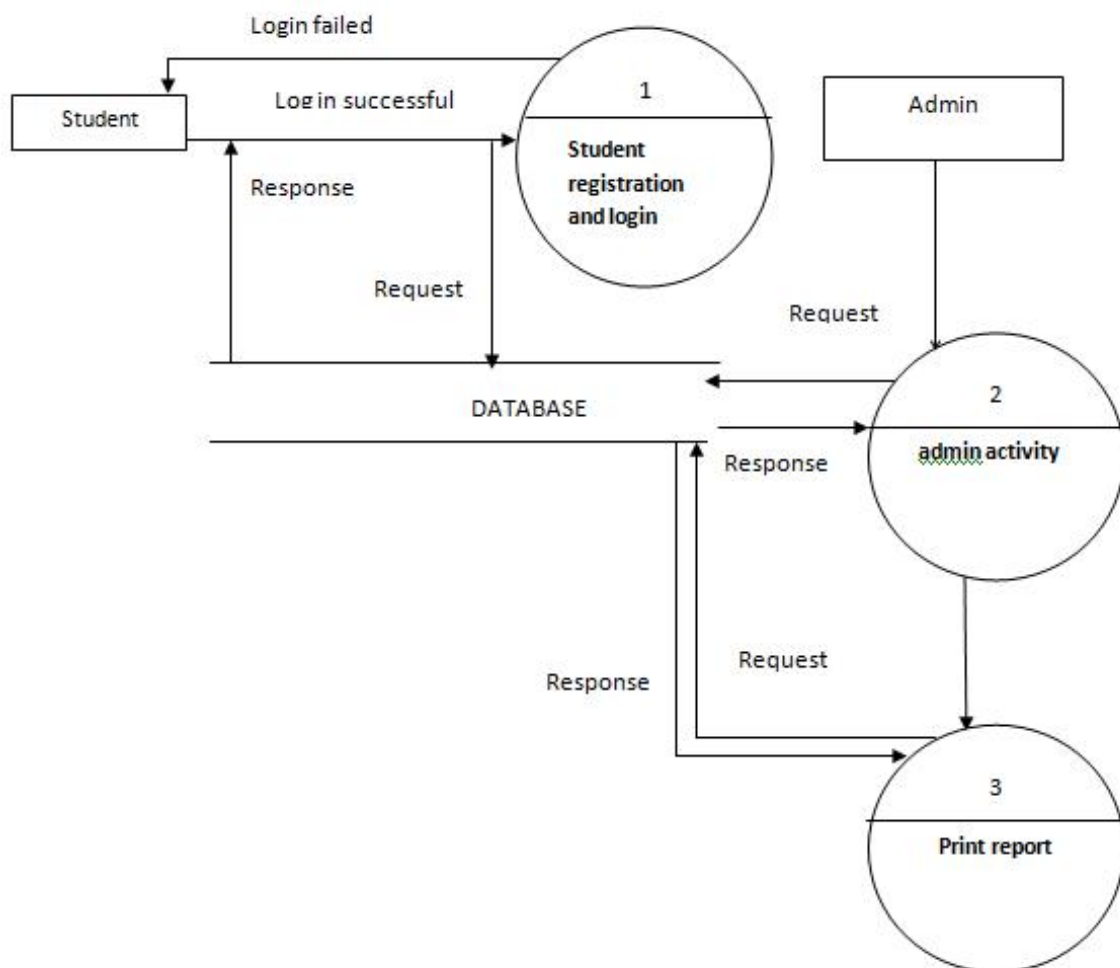 Login failed
1
Admin
Log in successful
Student
Student
registration
and login
Response
Request
Request
2
DATABASE
admin activity
Response
Request
Response
3
Print report